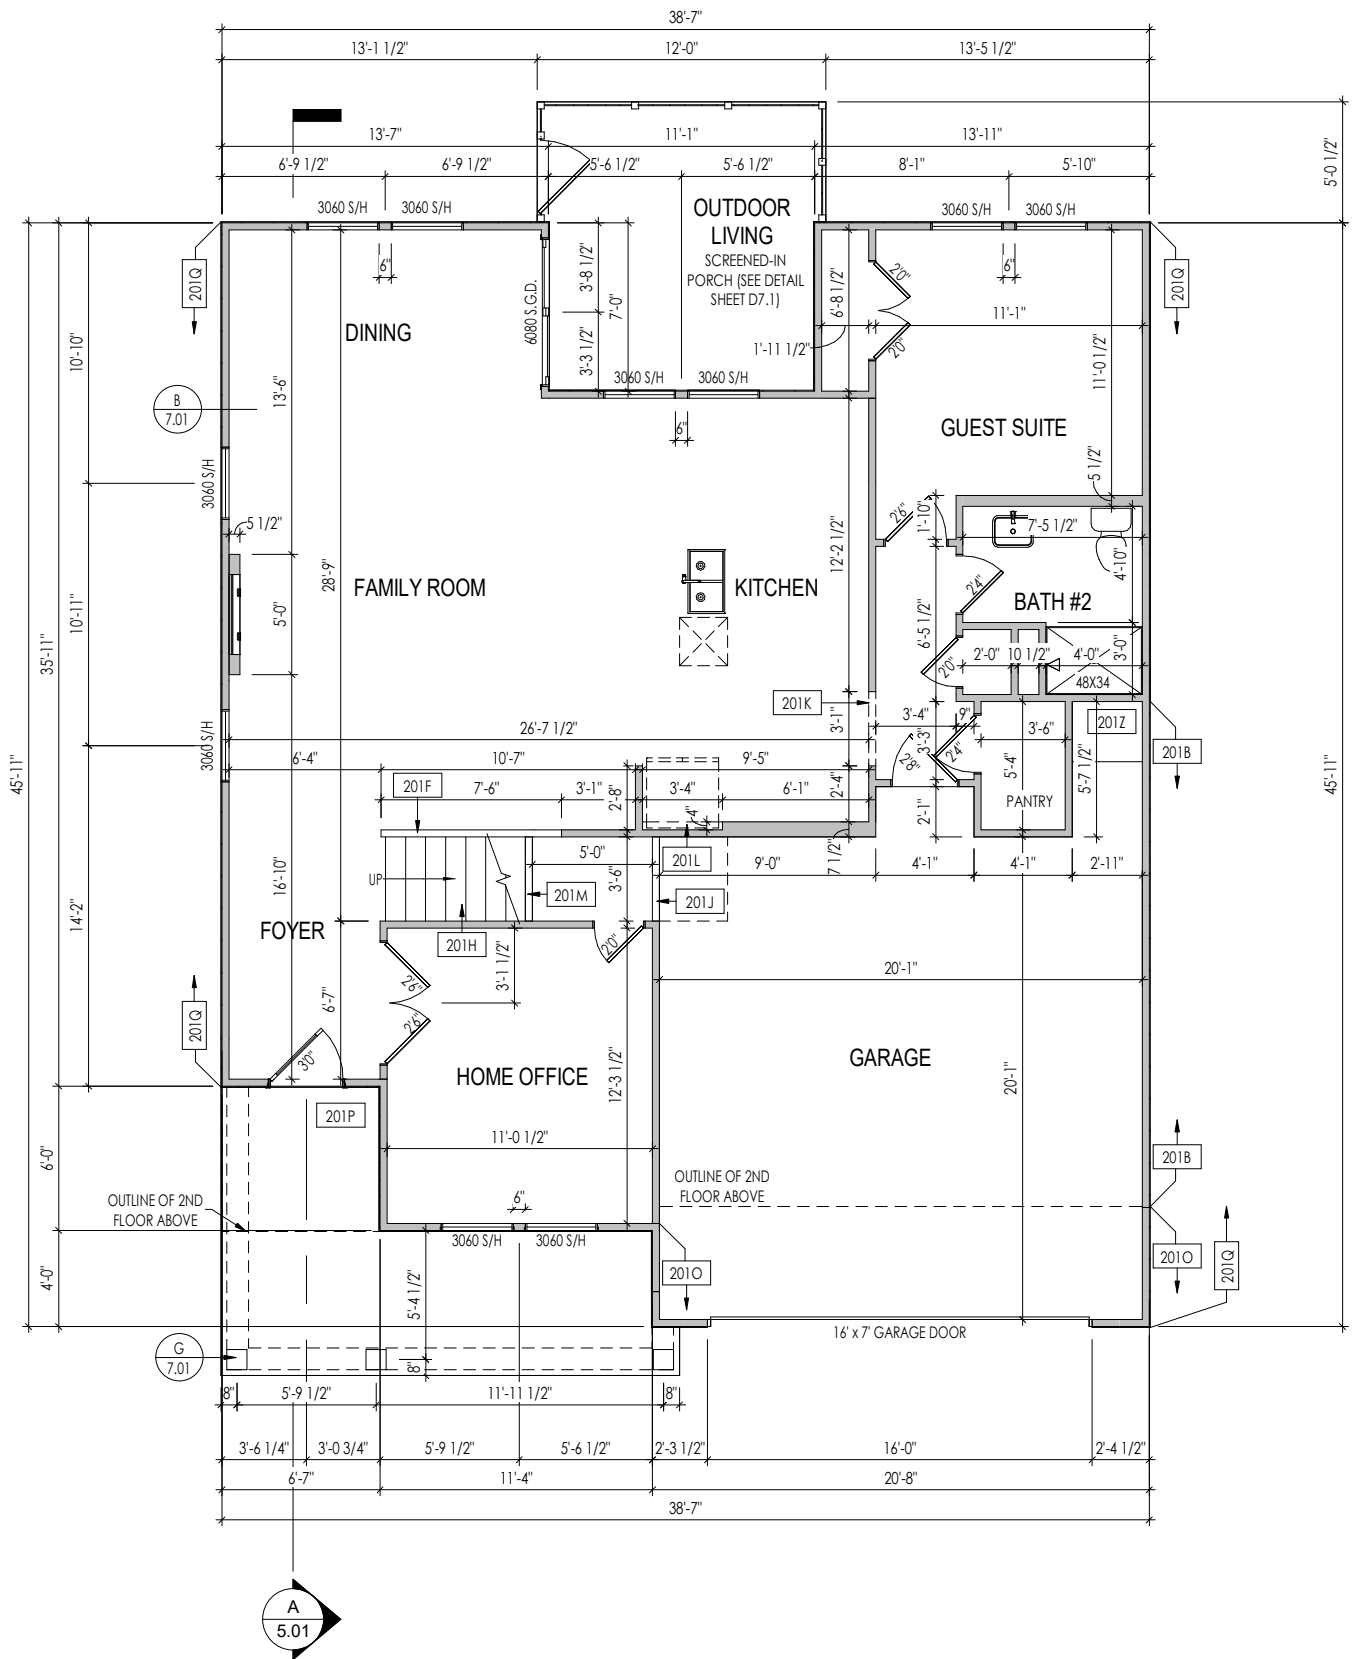 38'-7"
13'-1 1/2"
12'-0"
13'-5 1/2"
13'-7"
11'-1"
13'-11"
6'-9 1/2"
6'-9 1/2"
5'-6 1/2"
5'-6 1/2"
8'-1"
5'-10"
5'-0 1/2"
3060 S/H
3060 S/H
3060 S/H
3060 S/H
OUTDOOR
LIVING
SCREENED-IN
PORCH (SEE DETAIL
SHEET D7.1)
201Q
201Q
6"
6"
3'-8 1/2"
7'-0"
3'-3 1/2"
6080 S.G.D.
6'-8 1/2"
2'0"
2'0"
11'-1"
1'-11 1/2"
11'-0 1/2"
DINING
10'-10"
13'-6"
B
7.01
3060 S/H
3060 S/H
6"
GUEST SUITE
5 1/2"
3060 S/H
5 1/2"
28'-9"
12'-2 1/2"
2'6"
1'-10"
7'-5 1/2"
4'-10"
FAMILY ROOM
KITCHEN
2'4"
BATH #2
5'-0"
10'-11"
35'-11"
45'-11"
45'-11"
6'-5 1/2"
2'0"
2'-0"
10 1/2"
4'-0"
3'-0"
48X34
201K
3'-1"
3'-4"
9"
3'-3"
2'4"
3'-6"
201Z
201B
3060 S/H
26'-7 1/2"
6'-4"
10'-7"
9'-5"
2'8"
5'-4"
5'-7 1/2"
PANTRY
201F
7'-6"
3'-1"
2'-8"
3'-4"
6'-1"
2'-4"
2'-1"
4"
7 1/2"
UP
5'-0"
3'-6"
201L
201M
201J
9'-0"
4'-1"
4'-1"
2'-11"
16'-10"
14'-2"
FOYER
201H
2'0"
3'-1 1/2"
2'6"
2'6"
20'-1"
201Q
6'-7"
3'0"
HOME OFFICE
12'-3 1/2"
GARAGE
20'-1"
201P
11'-0 1/2"
201B
6'-0"
OUTLINE OF 2ND
FLOOR ABOVE
OUTLINE OF 2ND
FLOOR ABOVE
6"
3060 S/H
3060 S/H
201O
201O
201Q
4'-0"
5'-4 1/2"
16' x 7' GARAGE DOOR
G
7.01
8"
8"
5'-9 1/2"
11'-11 1/2"
8"
3'-6 1/4"
3'-0 3/4"
5'-9 1/2"
5'-6 1/2"
2'-3 1/2"
16'-0"
2'-4 1/2"
6'-7"
11'-4"
20'-8"
38'-7"
A
5.01